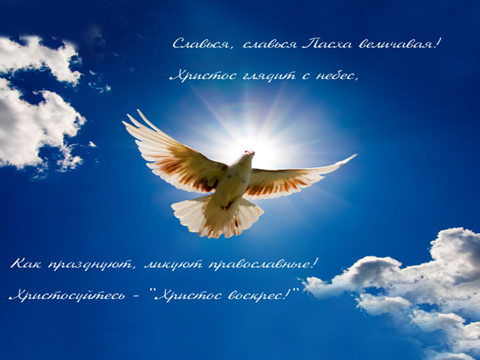 Славься, славься Пасха величавая!
Христос глядит с небес,
Как празднуют, ликуют православные!
Христосуйтесь - "Христос воскрес!"